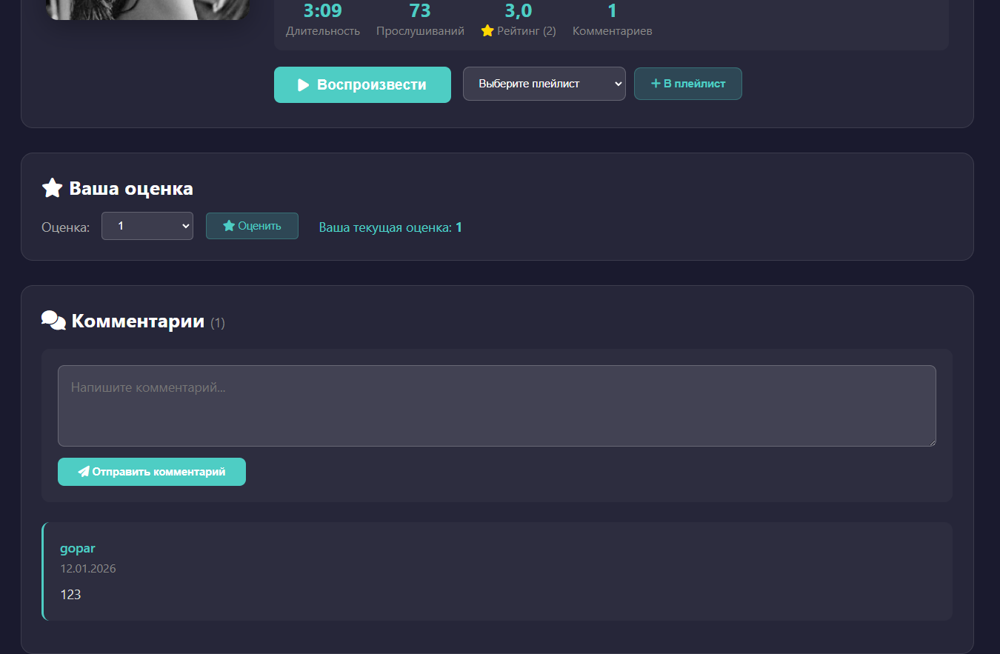 3:09 73 3,0 1
Длительность Прослушиваний Рейтинг (2) Комментариев
Воспроизвести Выберите плейлист + В плейлист
Ваша оценка
Оценка: 1 Оценить Ваша текущая оценка: 1
Комментарии (1)
Напишите комментарий...
Отправить комментарий
gopar
12.01.2026
123